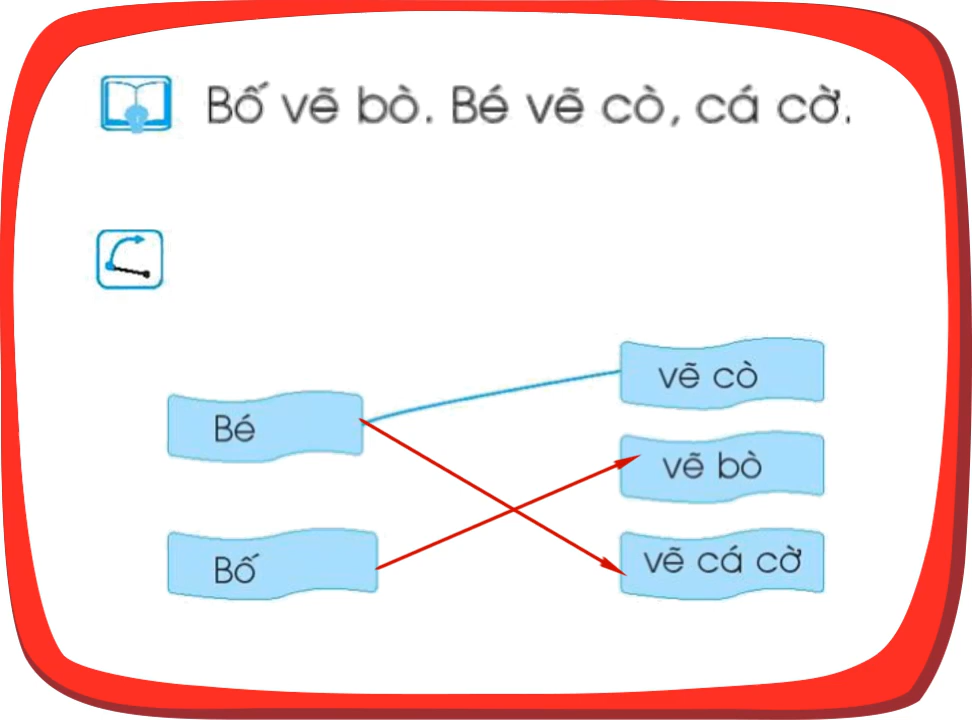 Bố vẽ bò. Bé vẽ cò, cá cờ.
vẽ cò
Bé
vẽ bò
Bố
vẽ cá cờ